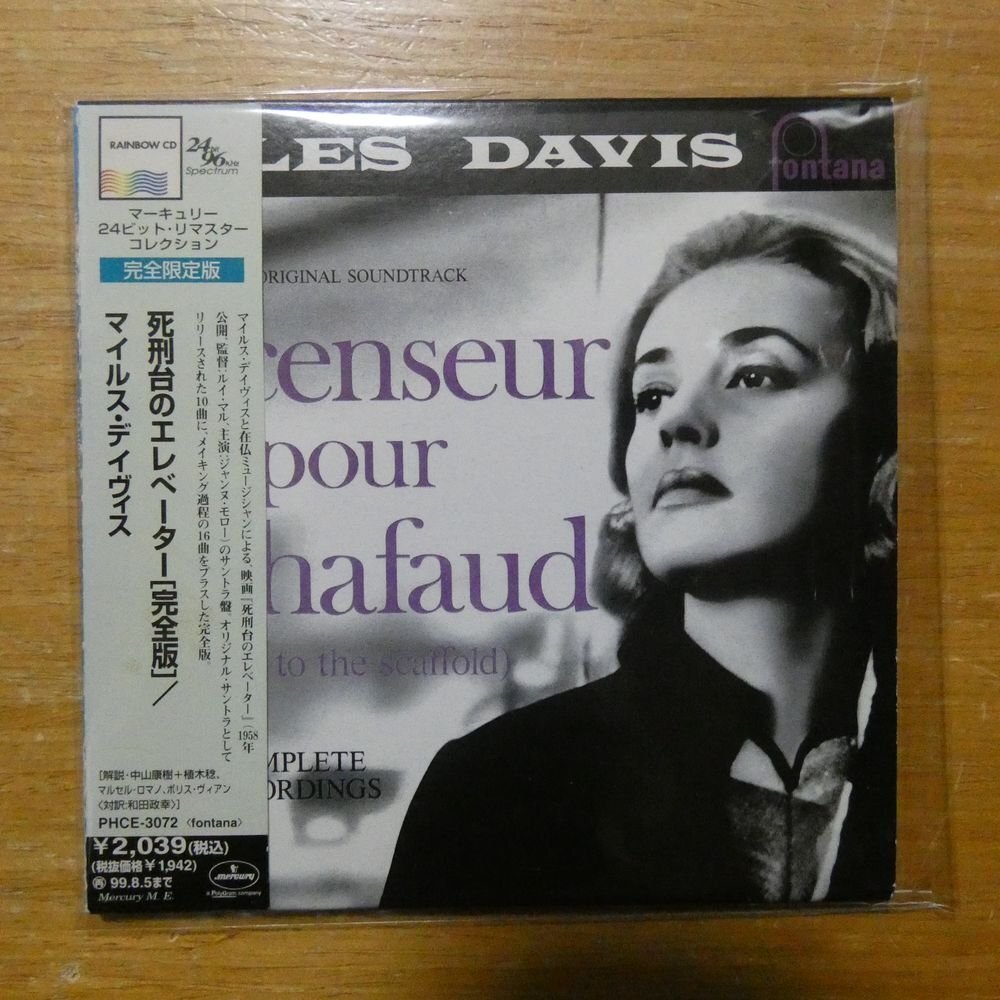 RAINBOW CD
24bit
96kHz
Spectrum
マーキュリー
24ビット・リマスター
コレクション
完全限定版
マイルス・デイヴィスと在仏ミュージシャンによる、映画『死刑台のエレベーター』(1958年
公開、監督:ルイ・マル、主演:ジャンヌ・モロー)のサントラ盤。オリジナル・サントラとして
リリースされた10曲に、メイキング過程の16曲をプラスした完全版
死刑台のエレベーター[完全版]/
マイルス・デイヴィス
[解説・中山康樹+植木稔、
マルセル・ロマノ、ボリス・ヴィアン
〈対訳:和田政幸〉]
PHCE-3072 〈fontana〉
¥2,039(税込)
(税抜価格¥1,942)
再 99.8.5まで
Mercury M. E.
mercury
a PolyGram company
LES DAVIS
fontana
ORIGINAL SOUNDTRACK
censeur
pour
hafaud
to the scaffold)
MPLETE
ORDINGS